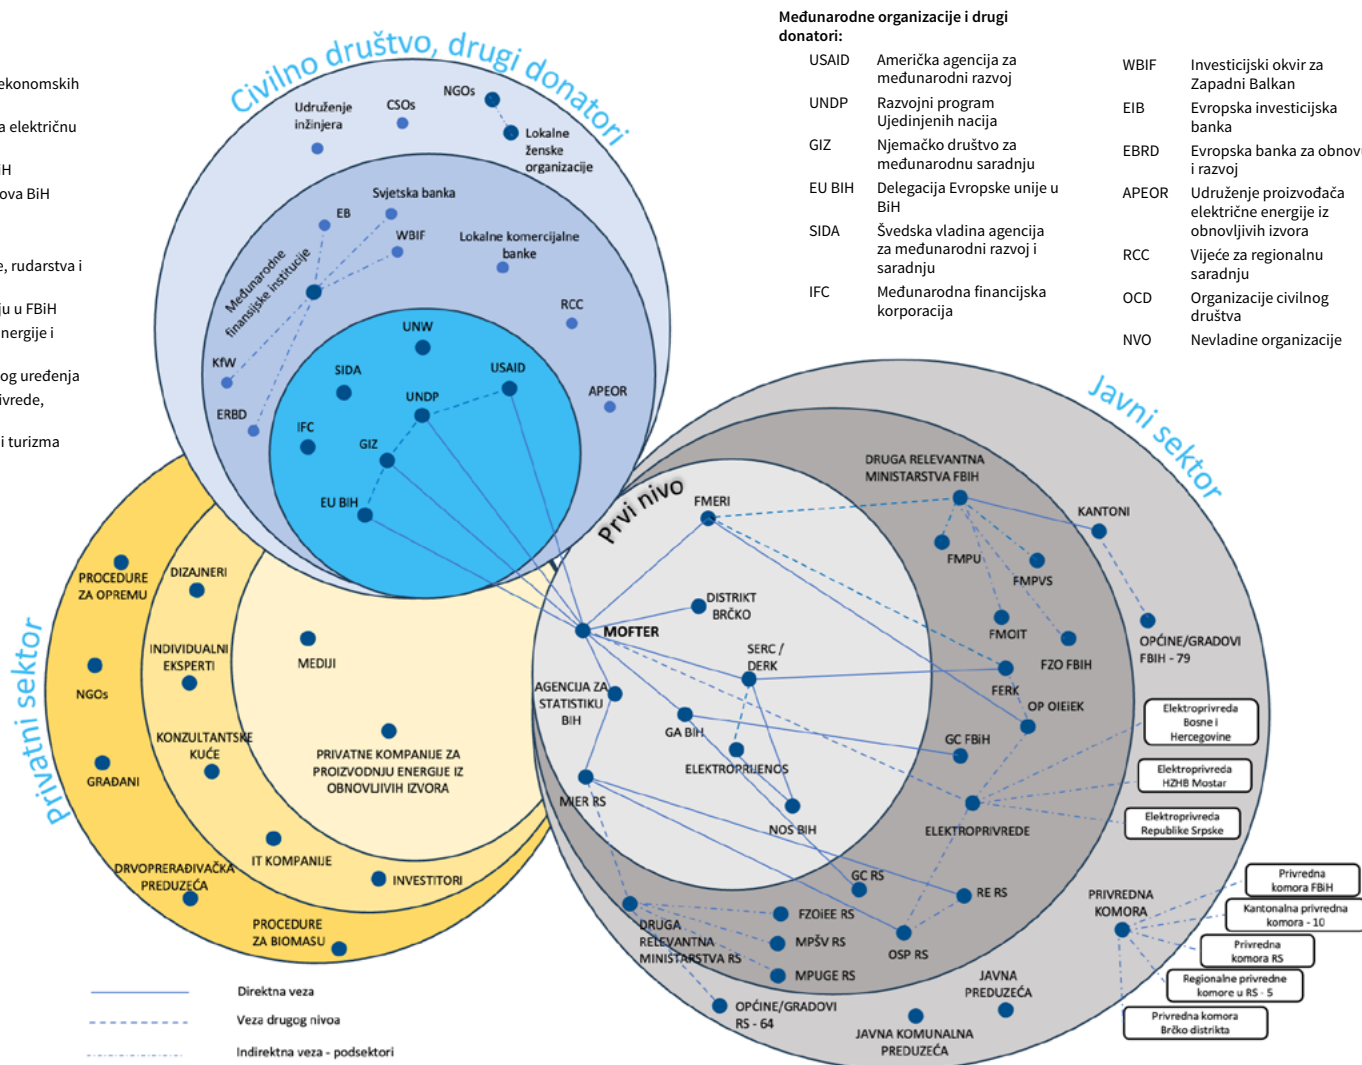 ekonomskih
a električnu
iH
ova BiH
e, rudarstva i
ju u FBiH
nergije i
og uređenja
ivrede,
i turizma
Međunarodne organizacije i drugi
donatori:
USAID Američka agencija za
međunarodni razvoj
UNDP Razvojni program
Ujedinjenih nacija
GIZ Njemačko društvo za
međunarodnu saradnju
EU BIH Delegacija Evropske unije u
BiH
SIDA Švedska vladina agencija
za međunarodni razvoj i
saradnju
IFC Međunarodna financijska
korporacija
WBIF Investicijski okvir za
Zapadni Balkan
EIB Evropska investicijska
banka
EBRD Evropska banka za obnovu
i razvoj
APEOR Udruženje proizvođača
električne energije iz
obnovljivih izvora
RCC Vijeće za regionalnu
saradnju
OCD Organizacije civilnog
društva
NVO Nevladine organizacije
Civilno društvo, drugi donatori
Udruženje
inžinjera
CSOs
NGOs
Lokalne
ženske
organizacije
Svjetska banka
EB
WBIF
Lokalne komercijalne
banke
Međunarodne
finansijske institucije
RCC
KfW
ERBD
APEOR
UNW
SIDA
USAID
UNDP
IFC
GIZ
EU BIH
Privatni sektor
PROCEDURE
ZA OPREMU
DIZAJNERI
INDIVIDUALNI
EKSPERTI
MEDIJI
NGOs
KONZULTANTSKE
KUĆE
GRAĐANI
PRIVATNE KOMPANIJE ZA
PROIZVODNJU ENERGIJE IZ
OBNOVLJIVIH IZVORA
IT KOMPANIJE
DRVOPRERAĐIVAČKA
PREDUZEĆA
INVESTITORI
PROCEDURE
ZA BIOMASU
Javni sektor
Prvi nivo
FMERI
DRUGA RELEVANTNA
MINISTARSTVA FBIH
KANTONI
FMPU
FMPVS
DISTRIKT
BRČKO
MOFTER
FMOIT
FZO FBIH
OPĆINE/GRADOVI
FBIH - 79
SERC /
DERK
FERK
AGENCIJA ZA
STATISTIKU
BIH
OP OIEiEK
GA BIH
GC FBiH
ELEKTROPRIJENOS
MIER RS
NOS BIH
ELEKTROPRIVREDE
Elektroprivreda
Bosne i
Hercegovine
Elektroprivreda
HZHB Mostar
Elektroprivreda
Republike Srpske
GC RS
RE RS
FZOiEE RS
DRUGA
RELEVANTNA
MINISTARSTVA RS
MPŠV RS
OSP RS
MPUGE RS
OPĆINE/GRADOVI
RS - 64
JAVNA
PREDUZEĆA
JAVNA KOMUNALNA
PREDUZEĆA
PRIVREDNA
KOMORA
Privredna
komora FBiH
Kantonalna privredna
komora - 10
Privredna
komora RS
Regionalne privredne
komore u RS - 5
Privredna komora
Brčko distrikta
Direktna veza
Veza drugog nivoa
Indirektna veza - podsektori